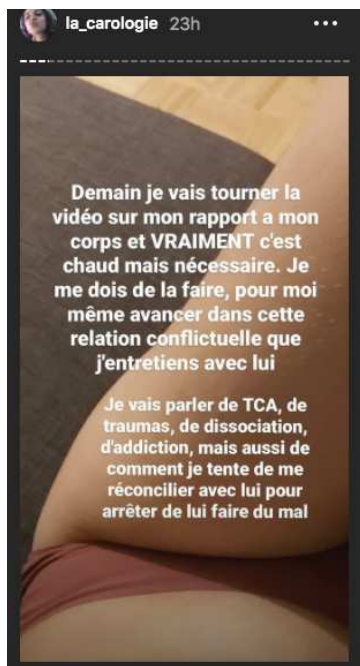 la_carologie 23h
Demain je vais tourner la
vidéo sur mon rapport a mon
corps et VRAIMENT c'est
chaud mais nécessaire. Je
me dois de la faire, pour moi
même avancer dans cette
relation conflictuelle que
j'entretiens avec lui
Je vais parler de TCA, de
traumas, de dissociation,
d'addiction, mais aussi de
comment je tente de me
réconcilier avec lui pour
arrêter de lui faire du mal